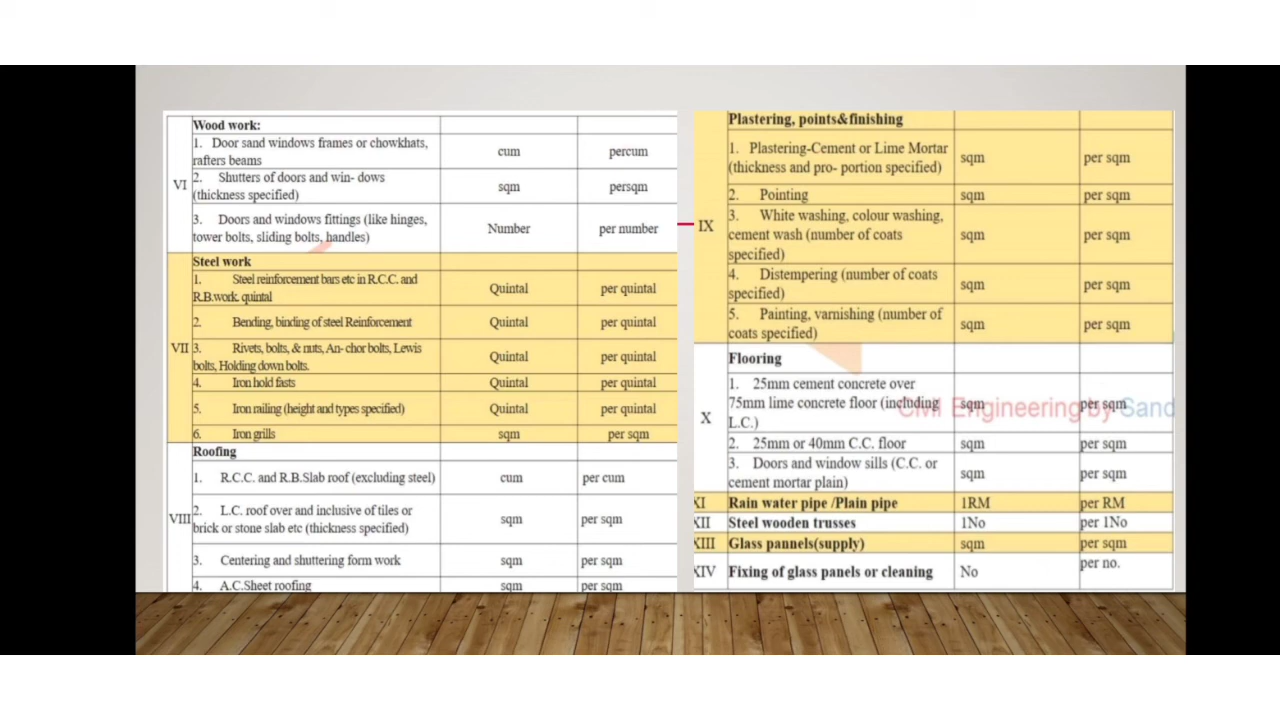 Wood work:
VI
1. Door sand windows frames or chowkhats,
rafters beams
cum
percum
2. Shutters of doors and win- dows
(thickness specified)
sqm
persqm
3. Doors and windows fittings (like hinges,
tower bolts, sliding bolts, handles)
Number
per number
Steel work
VII
1. Steel reinforcement bars etc in R.C.C. and
R.B.work. quintal
Quintal
per quintal
2. Bending, binding of steel Reinforcement
Quintal
per quintal
3. Rivets, bolts, & nuts, An- chor bolts, Lewis
bolts, Holding down bolts.
Quintal
per quintal
4. Iron hold fasts
Quintal
per quintal
5. Iron railing (height and types specified)
Quintal
per quintal
6. Iron grills
sqm
per sqm
Roofing
VIII
1. R.C.C. and R.B.Slab roof (excluding steel)
cum
per cum
2. L.C. roof over and inclusive of tiles or
brick or stone slab etc (thickness specified)
sqm
per sqm
3. Centering and shuttering form work
sqm
per sqm
4. A.C.Sheet roofing
sqm
per sqm
Plastering, points&finishing
IX
1. Plastering-Cement or Lime Mortar
(thickness and pro- portion specified)
sqm
per sqm
2. Pointing
sqm
per sqm
3. White washing, colour washing,
cement wash (number of coats
specified)
sqm
per sqm
4. Distempering (number of coats
specified)
sqm
per sqm
5. Painting, varnishing (number of
coats specified)
sqm
per sqm
Flooring
X
1. 25mm cement concrete over
75mm lime concrete floor (including
L.C.)
sqm
per sqm
Civil Engineering by Sand
2. 25mm or 40mm C.C. floor
sqm
per sqm
3. Doors and window sills (C.C. or
cement mortar plain)
sqm
per sqm
XI Rain water pipe /Plain pipe 1RM per RM
XII Steel wooden trusses 1No per 1No
XIII Glass pannels(supply) sqm per sqm
XIV Fixing of glass panels or cleaning No per no.